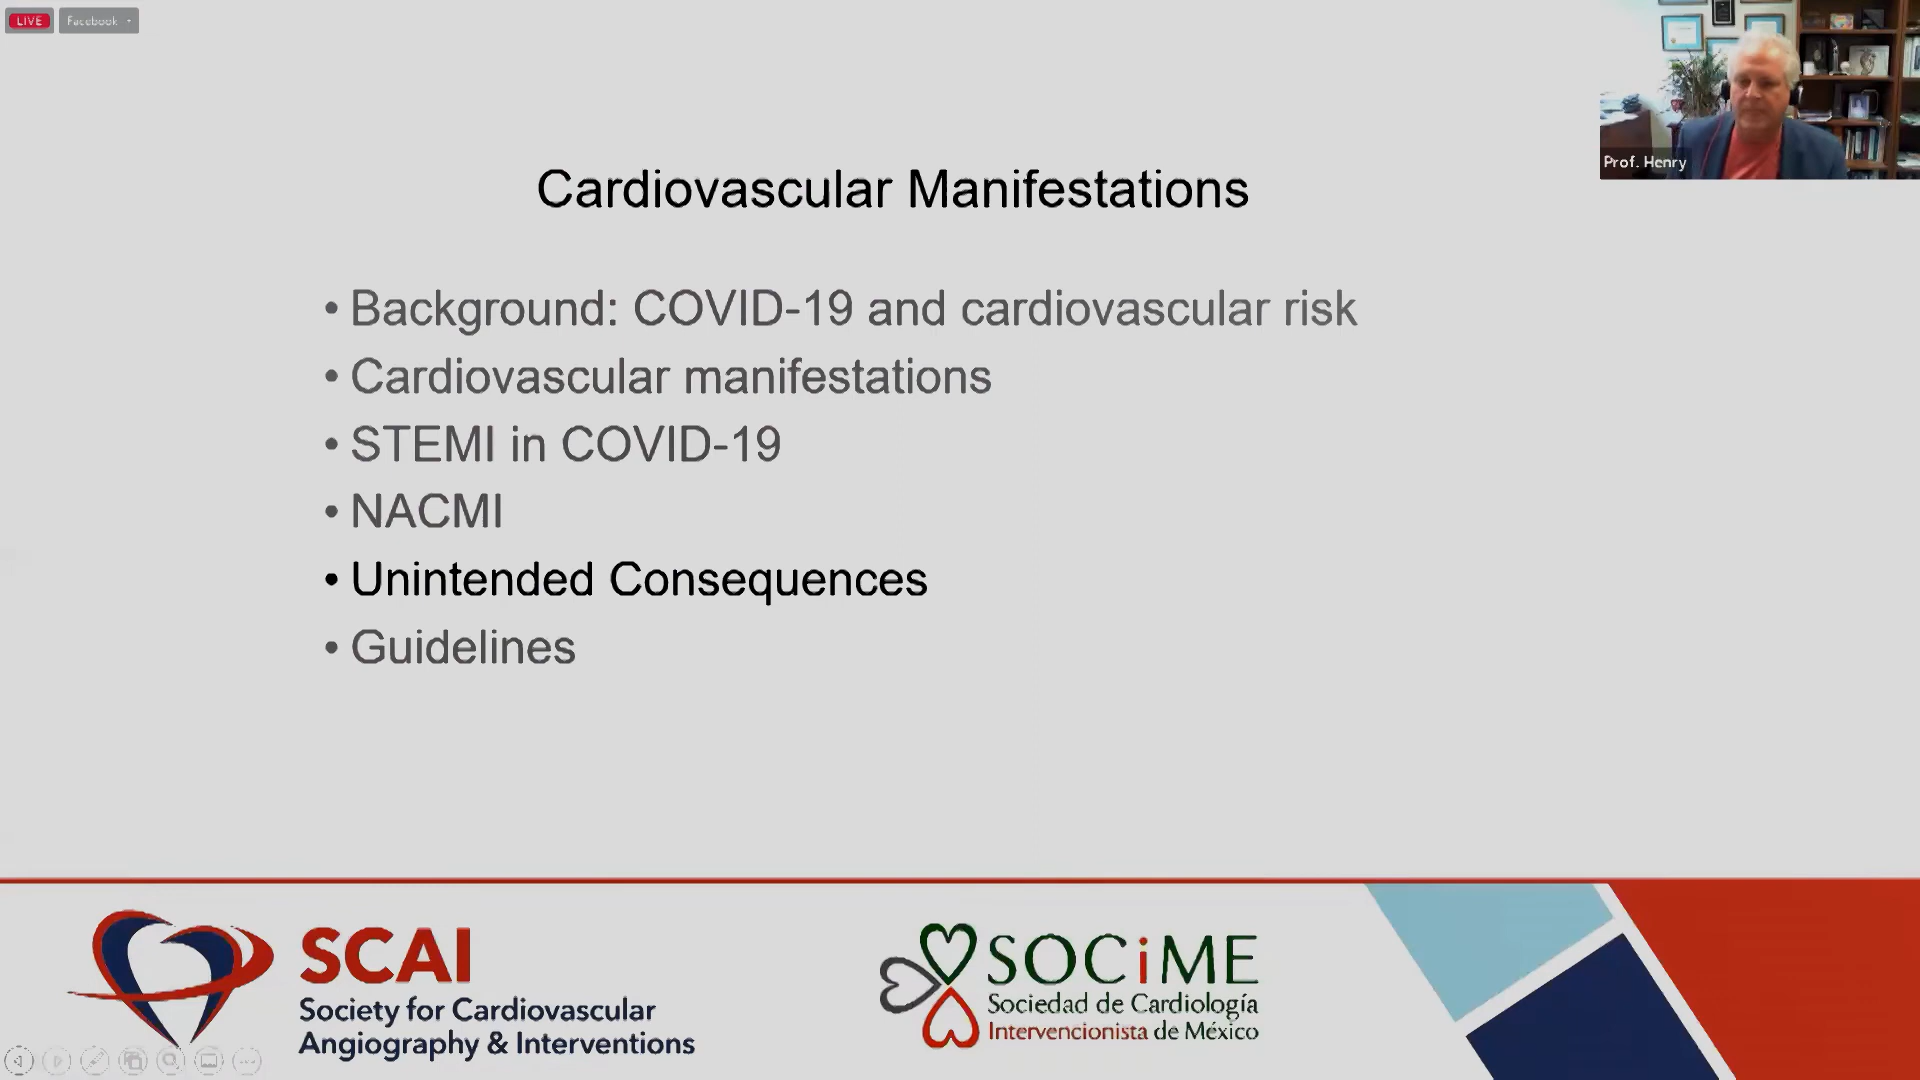 LIVE
Facebook
Prof. Henry
Cardiovascular Manifestations
• Background: COVID-19 and cardiovascular risk
• Cardiovascular manifestations
• STEMI in COVID-19
• NACMI
• Unintended Consequences
• Guidelines
SCAI
Society for Cardiovascular
Angiography & Interventions
SOCiME
Sociedad de Cardiología
Intervencionista de México